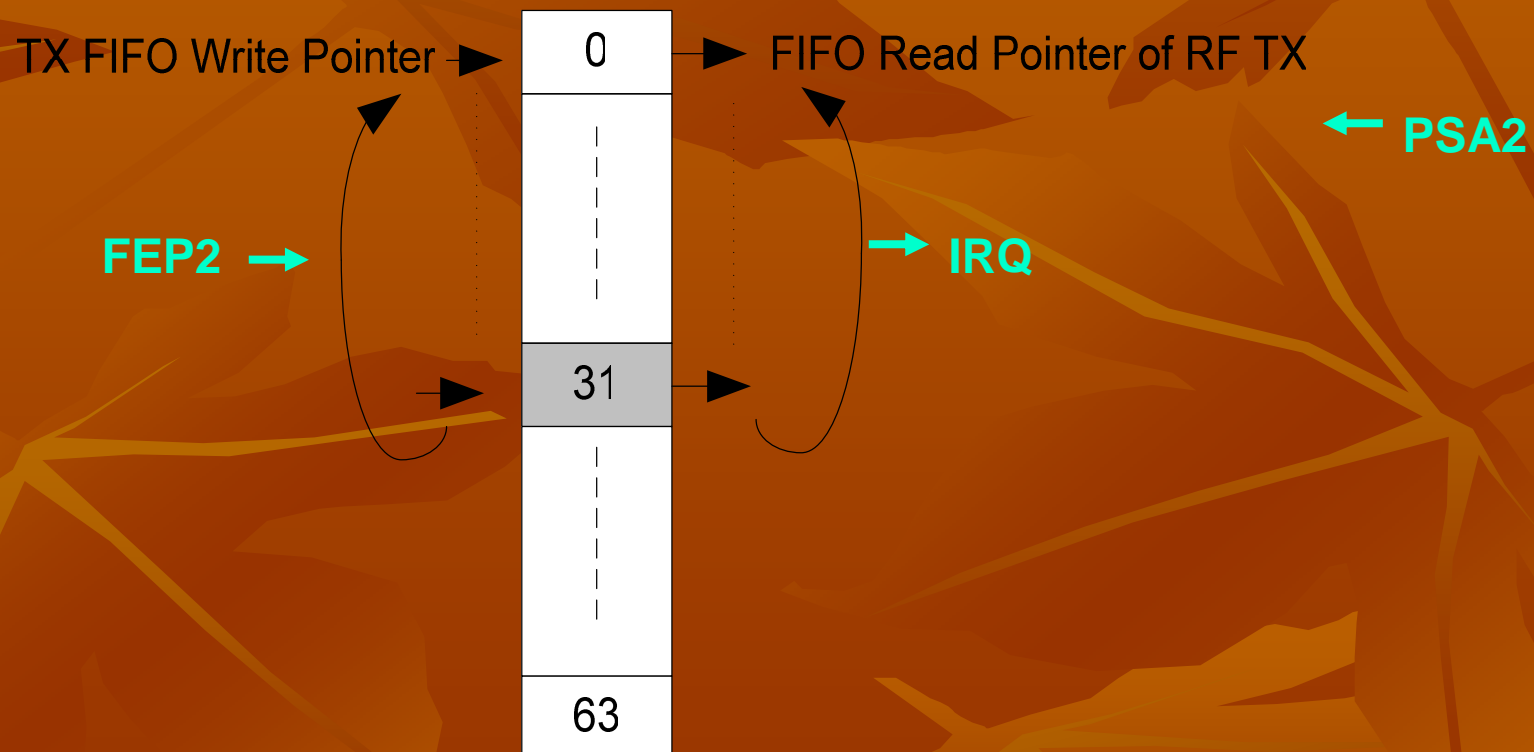 TX FIFO Write Pointer
0
FIFO Read Pointer of RF TX
PSA2
FEP2
IRQ
31
63